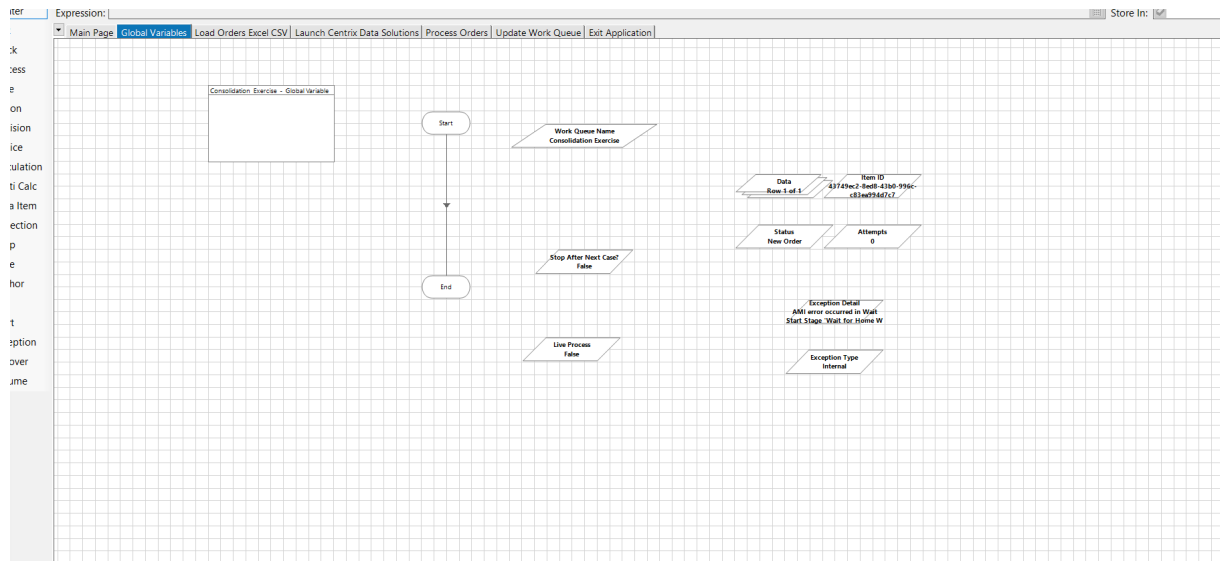 Expression:
Store In:
Main Page
Global Variables
Load Orders Excel CSV
Launch Centrix Data Solutions
Process Orders
Update Work Queue
Exit Application
ck
cess
e
on
ision
ice
ulation
ti Calc
a Item
ection
p
e
hor
rt
eption
over
ume
Consolidation Exercise - Global Variable
Start
End
Work Queue Name
Consolidation Exercise
Data
Row 1 of 1
Item ID
43749ec2-8ed8-43b0-996c-
c83ea994d7c7
Status
New Order
Attempts
0
Stop After Next Case?
False
Exception Detail
AMI error occurred in Wait
Start Stage 'Wait for Home W
Live Process
False
Exception Type
Internal